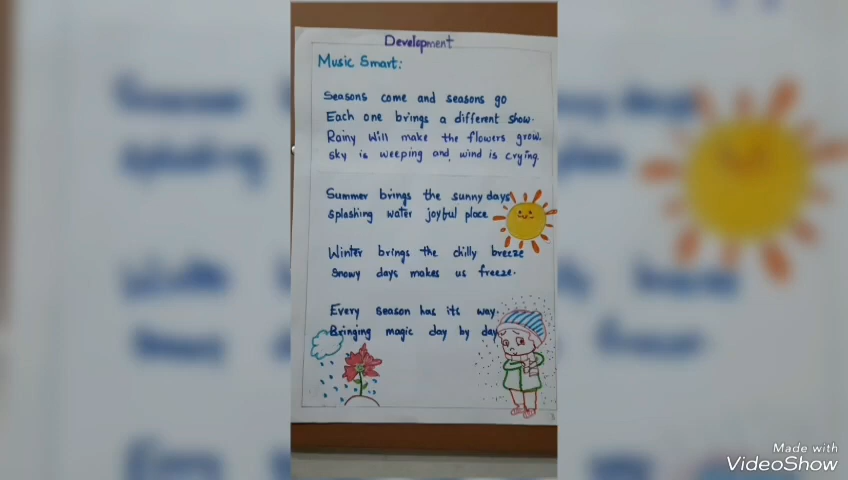 Development
Music Smart:
Seasons come and seasons go
Each one brings a different show.
Rainy will make the flowers grow.
Sky is weeping and wind is crying.
Summer brings the sunny days
splashing water joyful place
Winter brings the chilly breeze
Snowy days makes us freeze.
Every season has its way.
Bringing magic day by day.
Made with
VideoShow